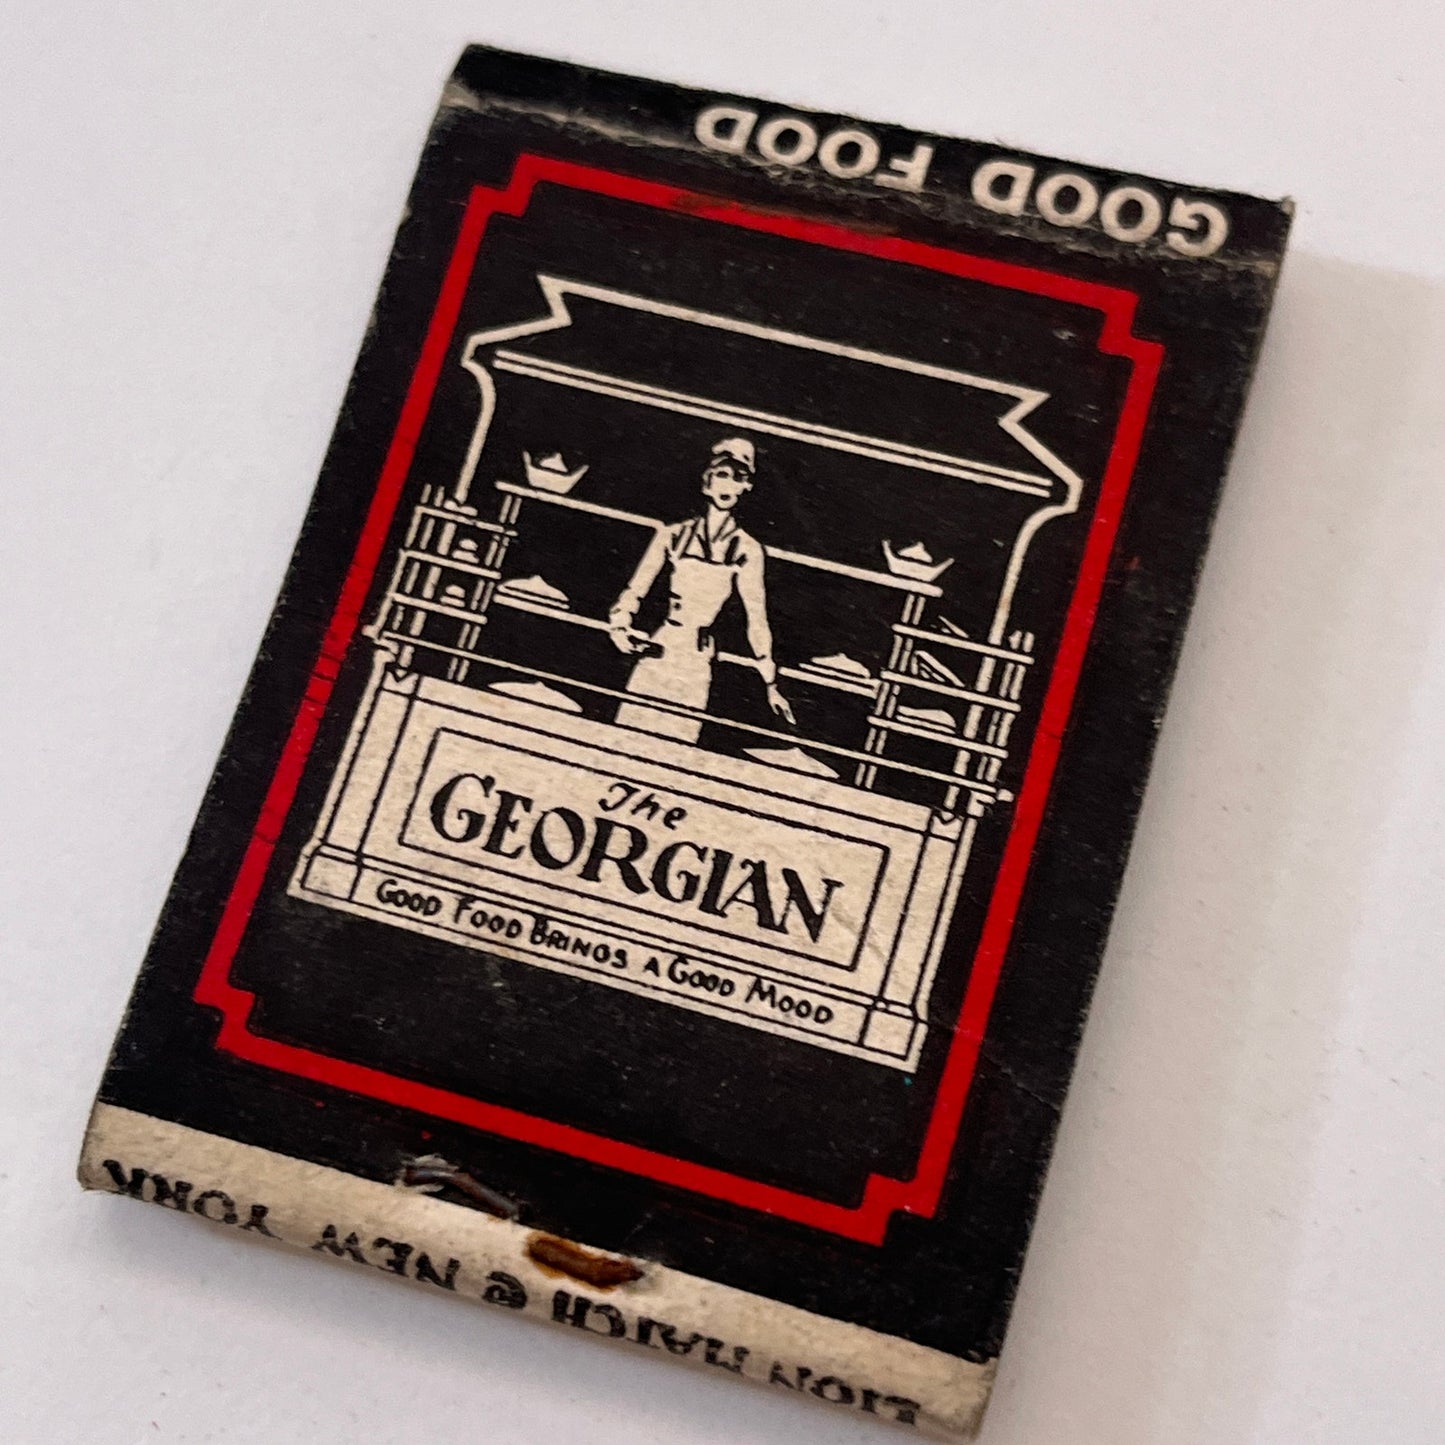 GOOD FOOD
The
GEORGIAN
GOOD FOOD BRINGS A GOOD MOOD
LION MATCH @ NEW YORK